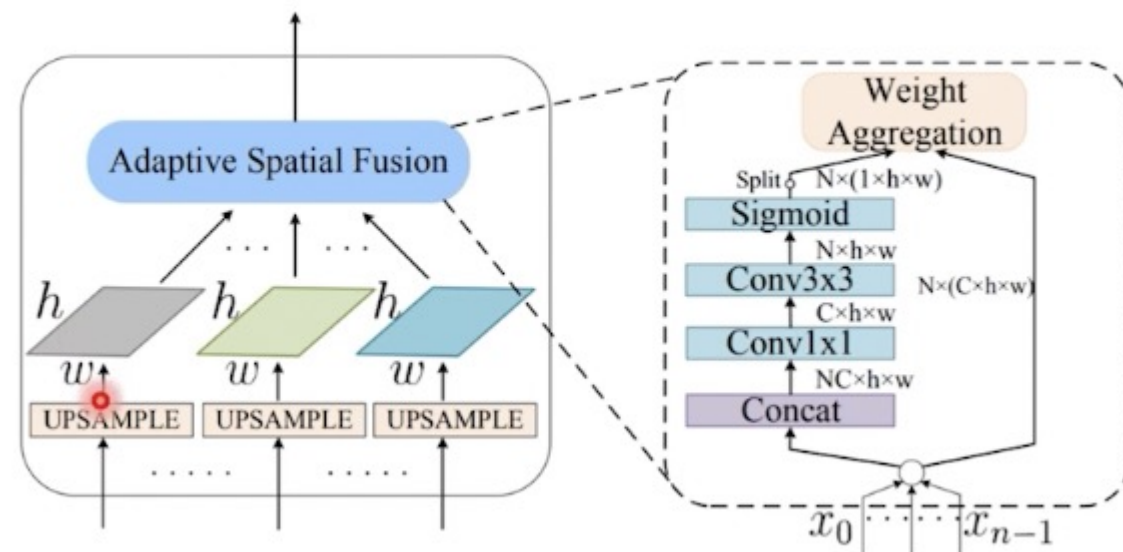 Adaptive Spatial Fusion
h
h
h
w
w
w
UPSAMPLE
UPSAMPLE
UPSAMPLE
Weight
Aggregation
Split
N×(1×h×w)
Sigmoid
N×h×w
Conv3x3
N×(C×h×w)
C×h×w
Conv1x1
NC×h×w
Concat
x₀ ...... xₙ₋₁